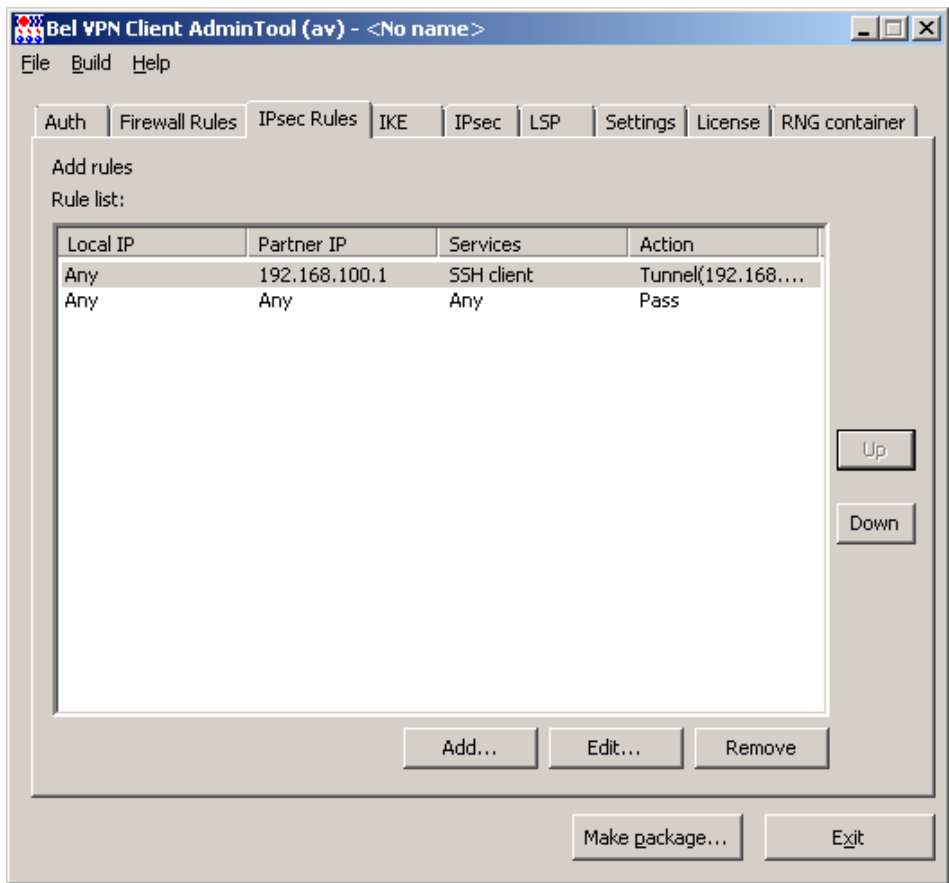 Bel VPN Client AdminTool (av) - <No name>
File Build Help
Auth Firewall Rules IPsec Rules IKE IPsec LSP Settings License RNG container
Add rules
Rule list:
Local IP Partner IP Services Action
Any 192.168.100.1 SSH client Tunnel(192.168....
Any Any Any Pass
Up
Down
Add... Edit... Remove
Make package... Exit